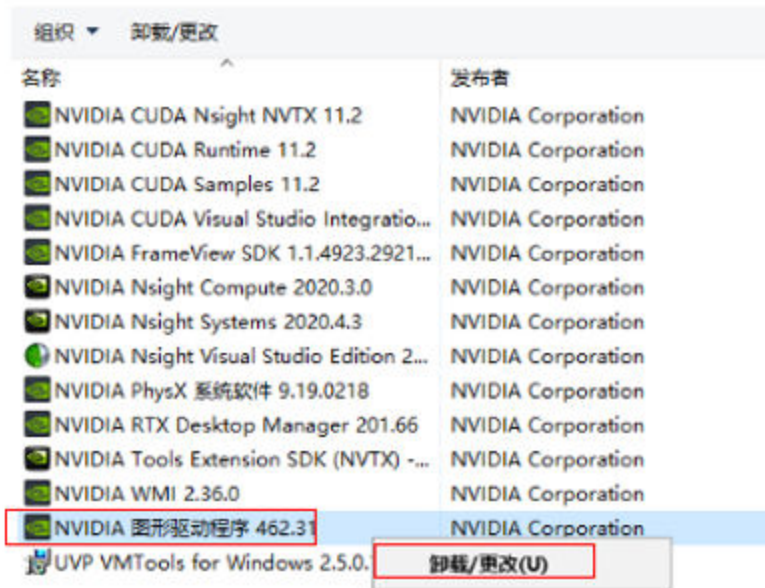 组织 卸载/更改
名称 发布者
NVIDIA CUDA Nsight NVTX 11.2 NVIDIA Corporation
NVIDIA CUDA Runtime 11.2 NVIDIA Corporation
NVIDIA CUDA Samples 11.2 NVIDIA Corporation
NVIDIA CUDA Visual Studio Integratio... NVIDIA Corporation
NVIDIA FrameView SDK 1.1.4923.2921... NVIDIA Corporation
NVIDIA Nsight Compute 2020.3.0 NVIDIA Corporation
NVIDIA Nsight Systems 2020.4.3 NVIDIA Corporation
NVIDIA Nsight Visual Studio Edition 2... NVIDIA Corporation
NVIDIA PhysX 系统软件 9.19.0218 NVIDIA Corporation
NVIDIA RTX Desktop Manager 201.66 NVIDIA Corporation
NVIDIA Tools Extension SDK (NVTX) -... NVIDIA Corporation
NVIDIA WMI 2.36.0 NVIDIA Corporation
NVIDIA 图形驱动程序 462.31 NVIDIA Corporation
UVP VMTools for Windows 2.5.0. 卸载/更改(U)